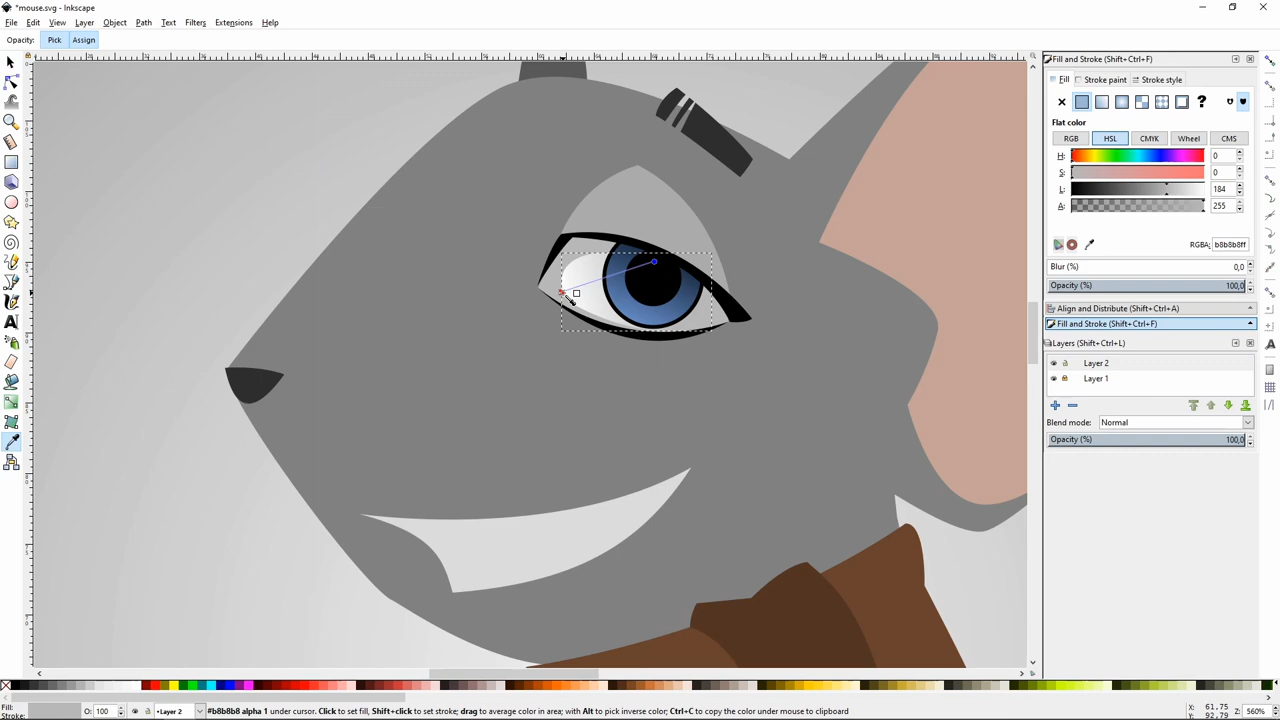 *mouse.svg - Inkscape
File Edit View Layer Object Path Text Filters Extensions Help
Opacity: Pick Assign
Fill and Stroke (Shift+Ctrl+F)
Fill Stroke paint Stroke style
?
Flat color
RGB HSL CMYK Wheel CMS
H: 0
S: 0
L: 184
A: 255
RGBA: b8b8b8ff
Blur (%) 0,0
Opacity (%) 100,0
Align and Distribute (Shift+Ctrl+A)
Fill and Stroke (Shift+Ctrl+F)
Layers (Shift+Ctrl+L)
Layer 2
Layer 1
Blend mode: Normal
Opacity (%) 100,0
Fill:
Stroke:
O: 100
•Layer 2
#b8b8b8 alpha 1 under cursor. Click to set fill, Shift+click to set stroke; drag to average color in area; with Alt to pick inverse color; Ctrl+C to copy the color under mouse to clipboard
X: 61,75
Y: 92,79
Z: 560%